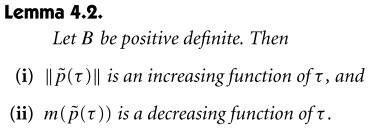 Lemma 4.2.
Let B be positive definite. Then
(i) ‖p̃(τ)‖ is an increasing function of τ, and
(ii) m(p̃(τ)) is a decreasing function of τ.